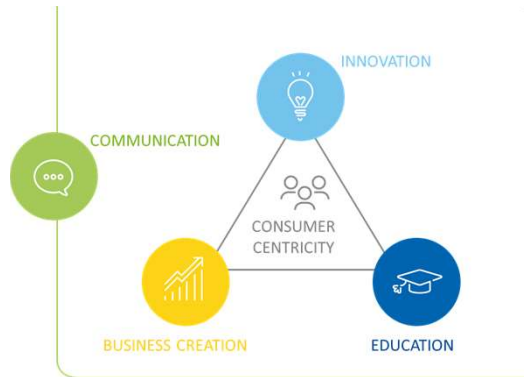 INNOVATION
COMMUNICATION
CONSUMER
CENTRICITY
BUSINESS CREATION
EDUCATION